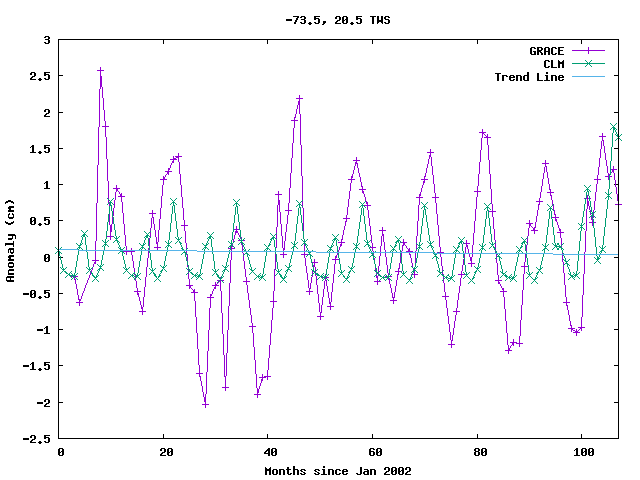 -73.5, 20.5 TWS
GRACE
CLM
Trend Line
3
2.5
2
1.5
1
0.5
0
-0.5
-1
-1.5
-2
-2.5
Anomaly (cm)
0 20 40 60 80 100
Months since Jan 2002